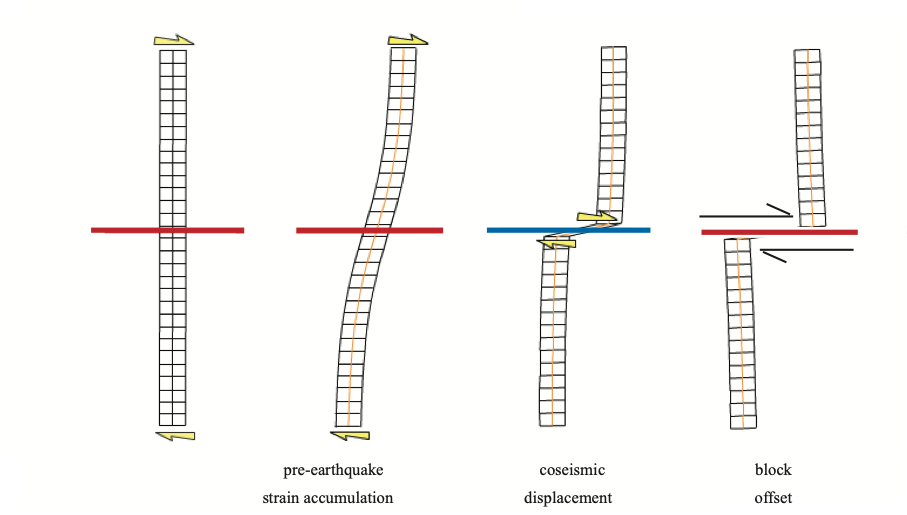 pre-earthquake
strain accumulation
coseismic
displacement
block
offset